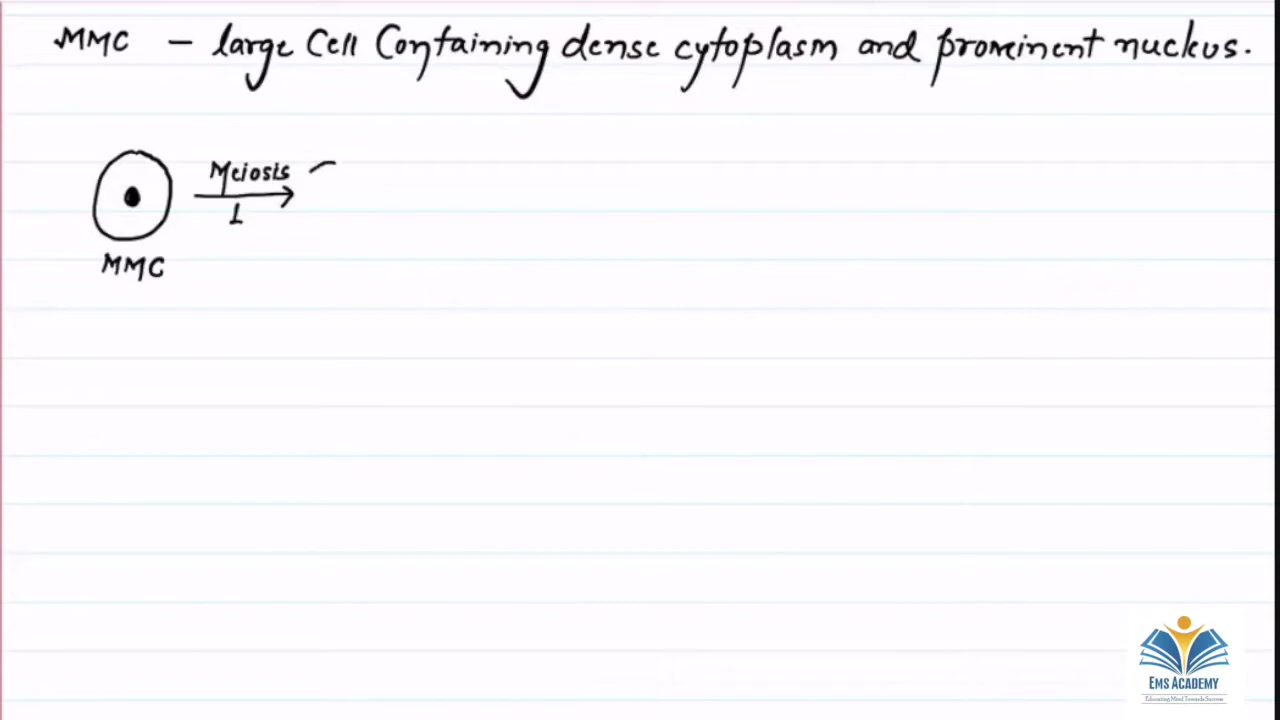 MMC - large Cell Containing dense cytoplasm and prominent nucleus.
Meiosis
I
MMC
EMS ACADEMY
Educating Mind Towards Success